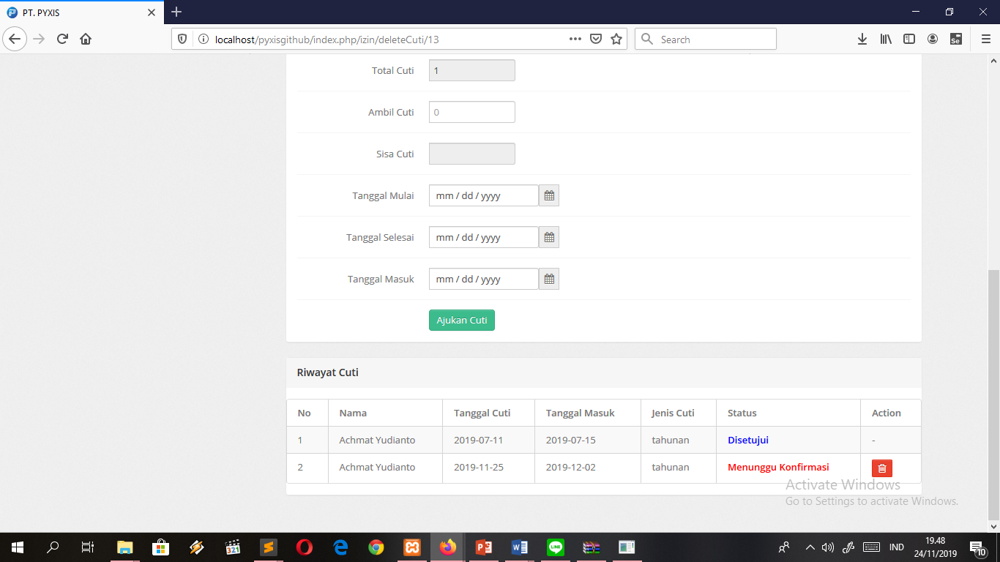 PT. PYXIS
localhost/pyxisgithub/index.php/izin/deleteCuti/13
Search
Total Cuti 1
Ambil Cuti 0
Sisa Cuti
Tanggal Mulai mm / dd / yyyy
Tanggal Selesai mm / dd / yyyy
Tanggal Masuk mm / dd / yyyy
Ajukan Cuti
Riwayat Cuti
No Nama Tanggal Cuti Tanggal Masuk Jenis Cuti Status Action
1 Achmat Yudianto 2019-07-11 2019-07-15 tahunan Disetujui -
2 Achmat Yudianto 2019-11-25 2019-12-02 tahunan Menunggu Konfirmasi
Activate Windows
Go to Settings to activate Windows.
321
IND
19.48
24/11/2019
10